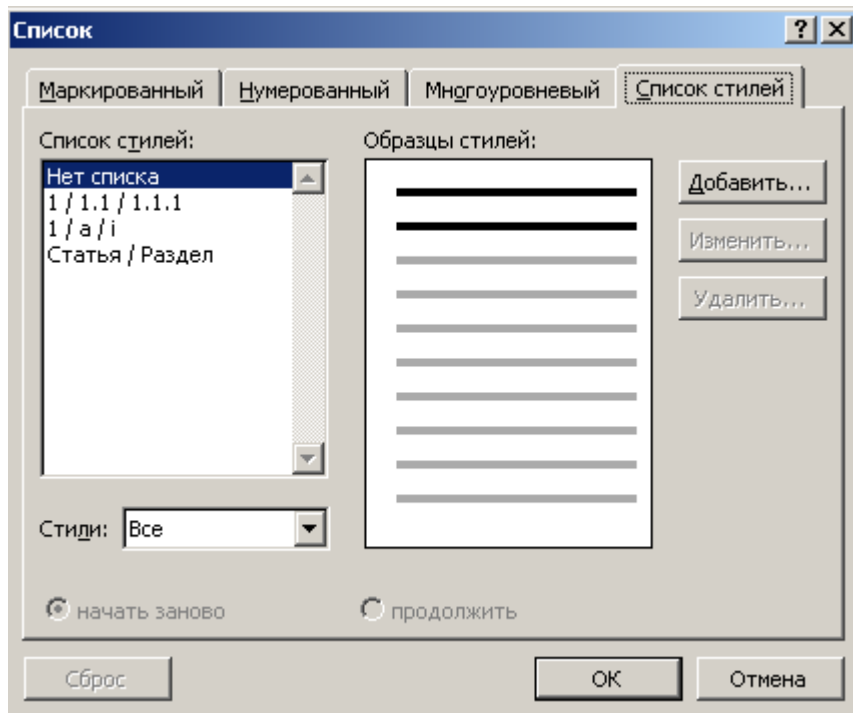 Список
Маркированный Нумерованный Многоуровневый Список стилей
Список стилей: Образцы стилей:
Нет списка
1 / 1.1 / 1.1.1
1 / a / i
Статья / Раздел
Добавить...
Изменить...
Удалить...
Стили: Все
начать заново продолжить
Сброс ОК Отмена